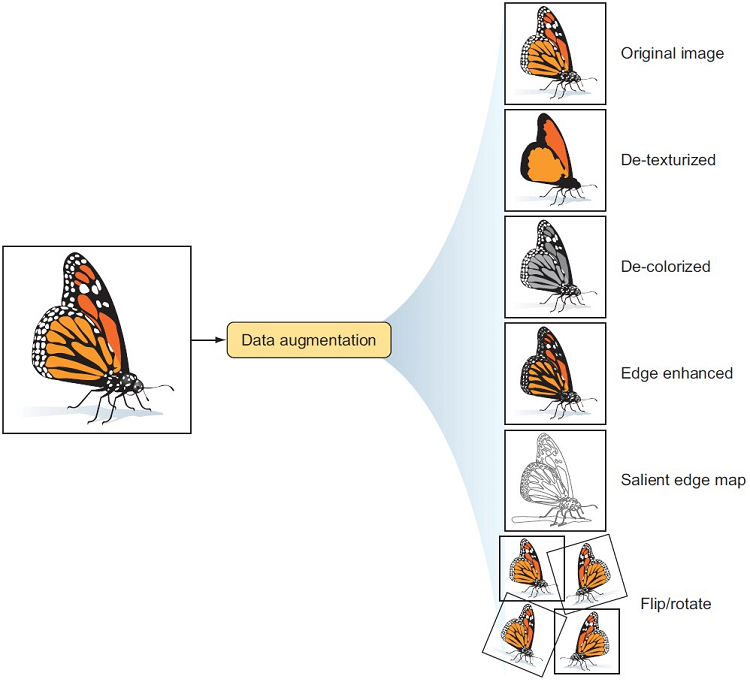 Original image
De-texturized
De-colorized
Data augmentation
Edge enhanced
Salient edge map
Flip/rotate